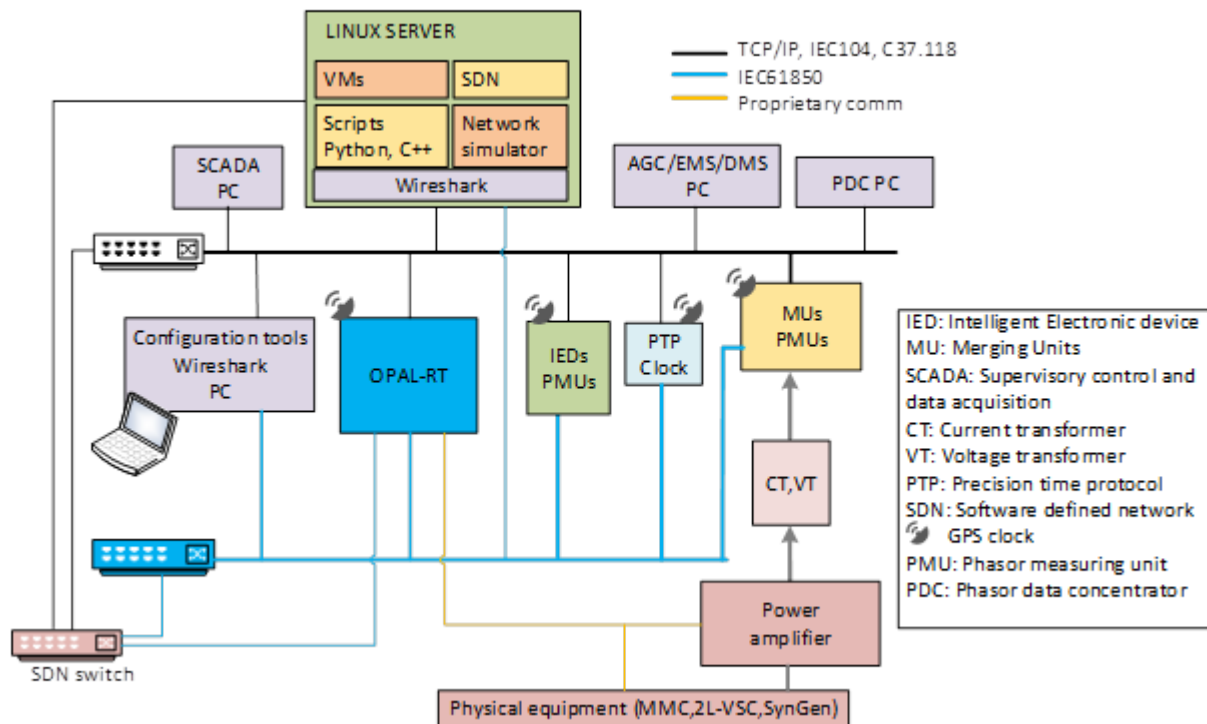 LINUX SERVER
VMs
SDN
Scripts
Python, C++
Network
simulator
Wireshark
TCP/IP, IEC104, C37.118
IEC61850
Proprietary comm
SCADA
PC
AGC/EMS/DMS
PC
PDC PC
Configuration tools
Wireshark
PC
OPAL-RT
IEDs
PMUs
PTP
Clock
MUs
PMUs
CT,VT
Power
amplifier
Physical equipment (MMC,2L-VSC,SynGen)
SDN switch
IED: Intelligent Electronic device
MU: Merging Units
SCADA: Supervisory control and
data acquisition
CT: Current transformer
VT: Voltage transformer
PTP: Precision time protocol
SDN: Software defined network
GPS clock
PMU: Phasor measuring unit
PDC: Phasor data concentrator